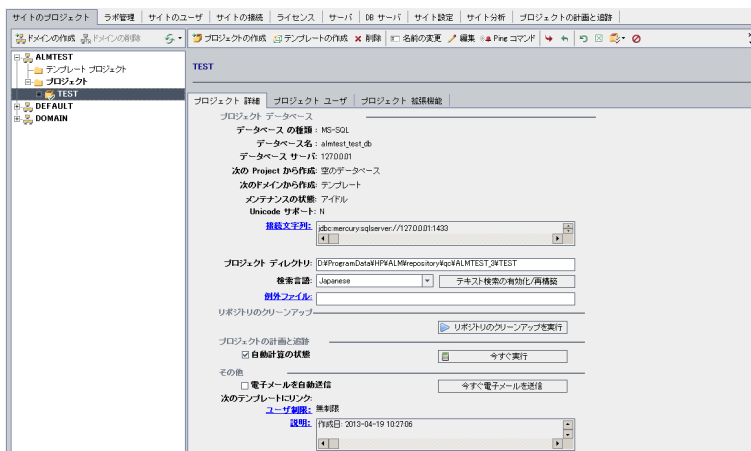 サイトのプロジェクト ラボ管理 サイトのユーザ サイトの接続 ライセンス サーバ DB サーバ サイト設定 サイト分析 プロジェクトの計画と追跡
ドメインの作成 ドメインの削除 プロジェクトの作成 テンプレートの作成 削除 名前の変更 編集 Ping コマンド
ALMTEST
テンプレート プロジェクト
プロジェクト
TEST
DEFAULT
DOMAIN
TEST
プロジェクト 詳細 プロジェクト ユーザ プロジェクト 拡張機能
プロジェクト データベース
データベース の種類: MS-SQL
データベース名: almtest_test_db
データベース サーバ: 127.0.0.1
次の Project から作成: 空のデータベース
次のドメインから作成: テンプレート
メンテナンスの状態: アイドル
Unicode サポート: N
接続文字列: jdbc:mercury:sqlserver://127.0.0.1:1433
プロジェクト ディレクトリ: D:¥ProgramData¥HP¥ALM¥repository¥qc¥ALMTEST_3¥TEST
検索言語: Japanese テキスト検索の有効化/再構築
例外ファイル:
リポジトリのクリーンアップ
リポジトリのクリーンアップを実行
プロジェクトの計画と追跡
自動計算の状態 今すぐ実行
その他
電子メールを自動送信 今すぐ電子メールを送信
次のテンプレートにリンク:
ユーザ制限: 無制限
説明: 作成日: 2013-04-19 10:27:06